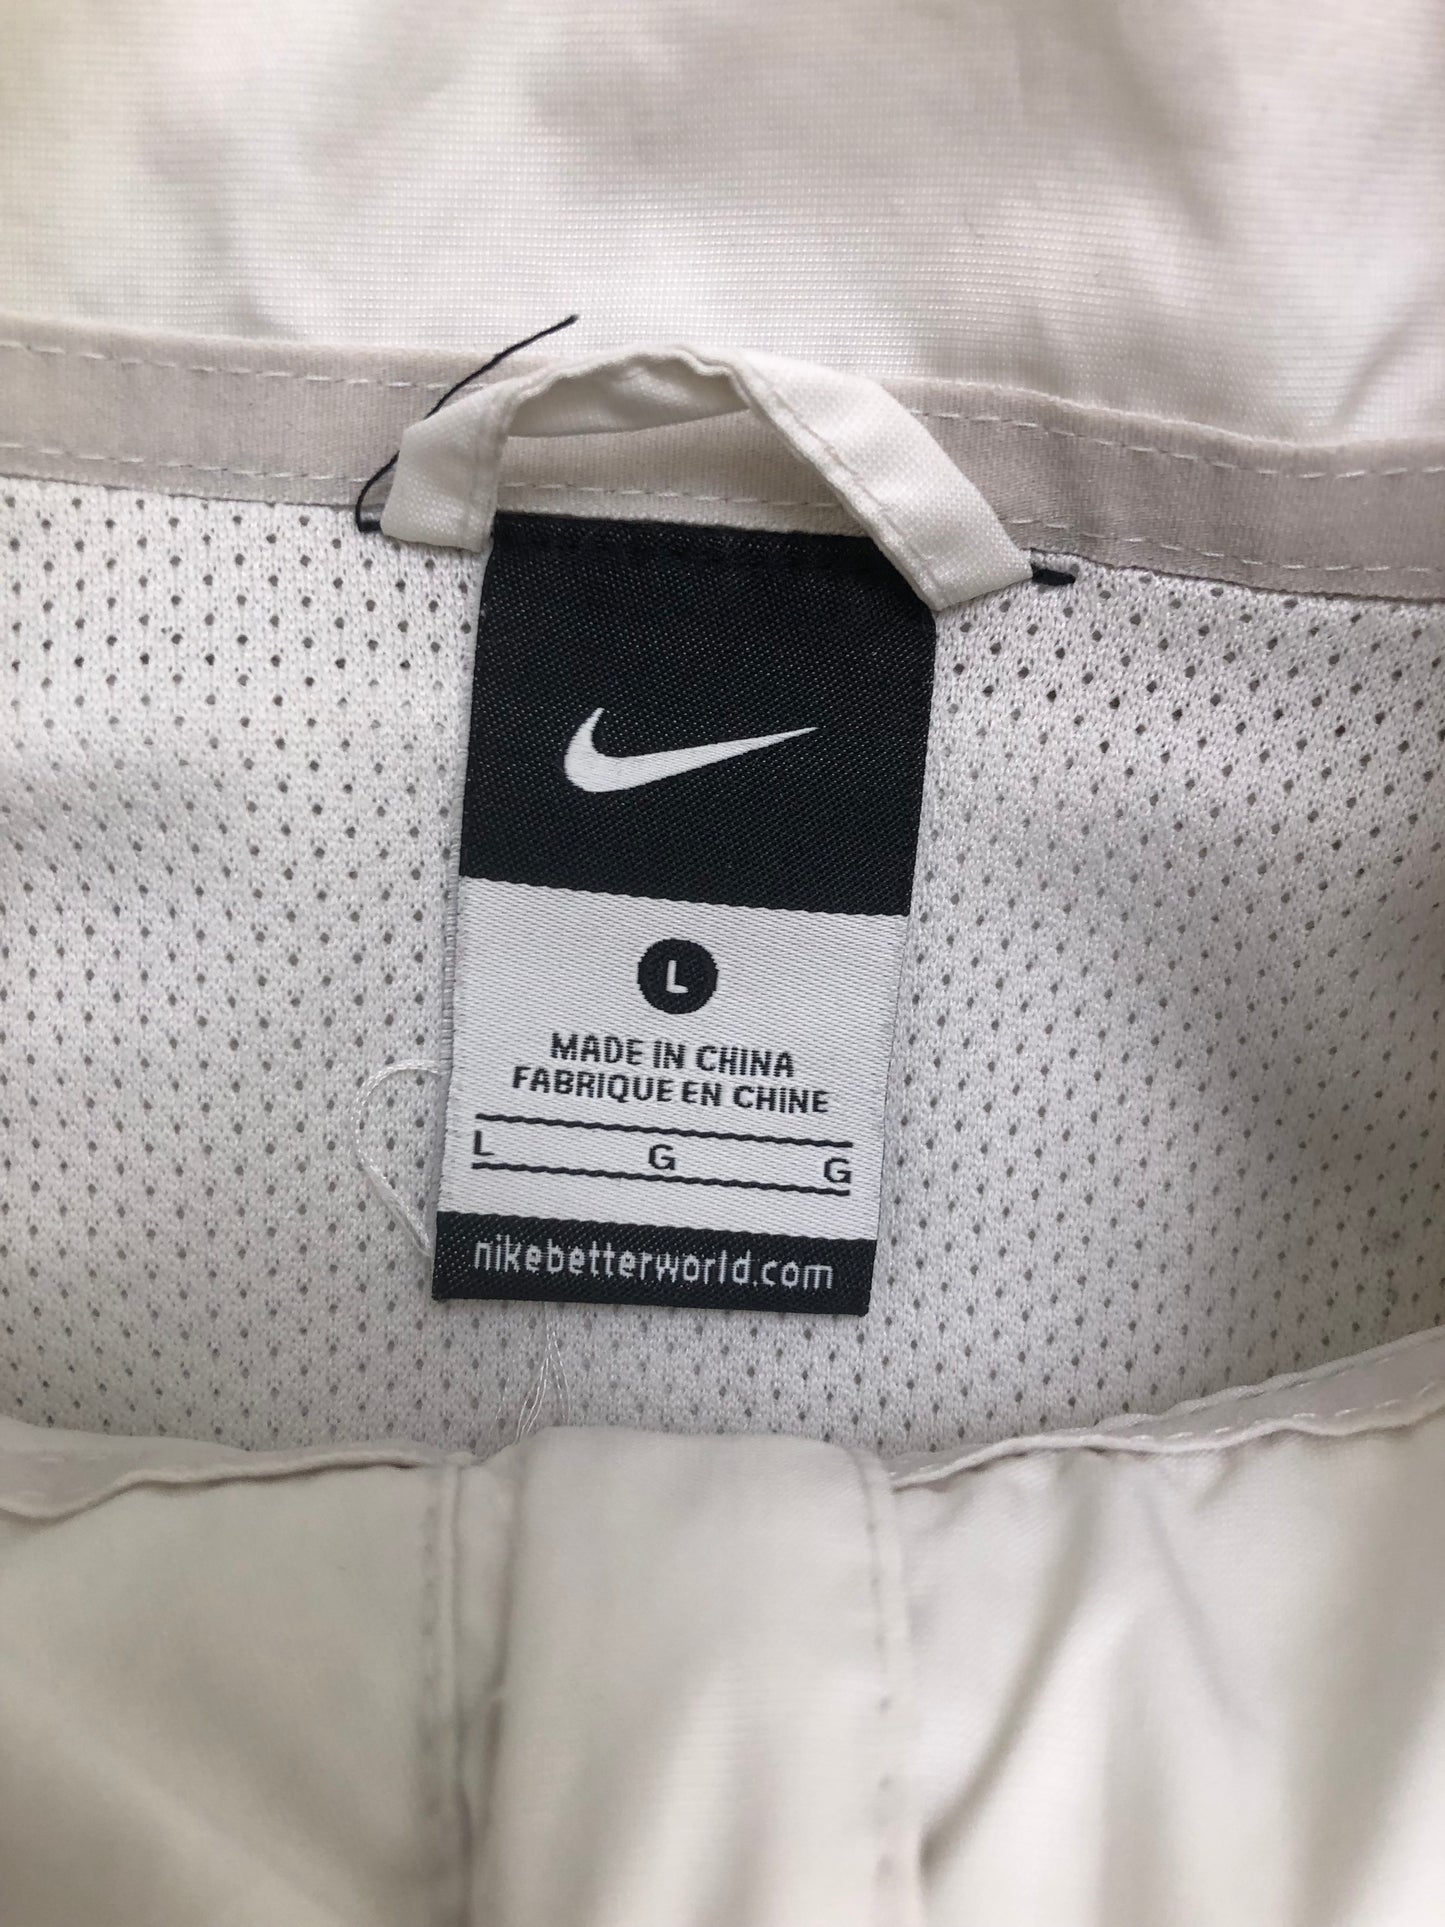 L
MADE IN CHINA
FABRIQUE EN CHINE
L G G
nikebetterworld.com